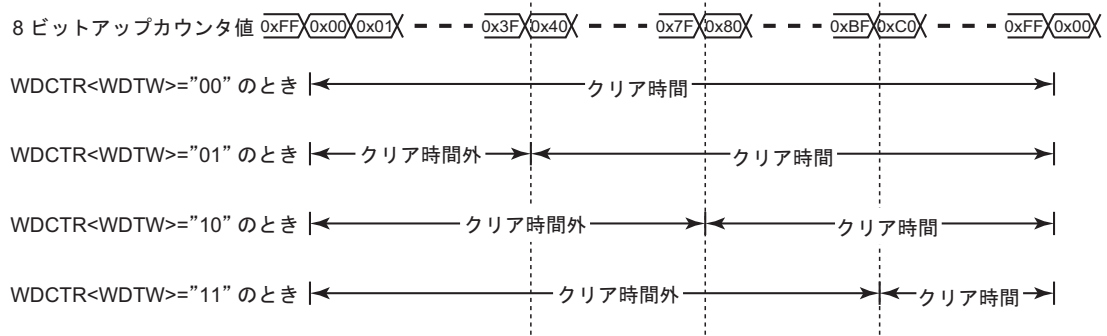 8 ビットアップカウンタ値 0xFF 0x00 0x01 0x3F 0x40 0x7F 0x80 0xBF 0xC0 0xFF 0x00
WDCTR<WDTW>="00" のとき クリア時間
WDCTR<WDTW>="01" のとき クリア時間外 クリア時間
WDCTR<WDTW>="10" のとき クリア時間外 クリア時間
WDCTR<WDTW>="11" のとき クリア時間外 クリア時間